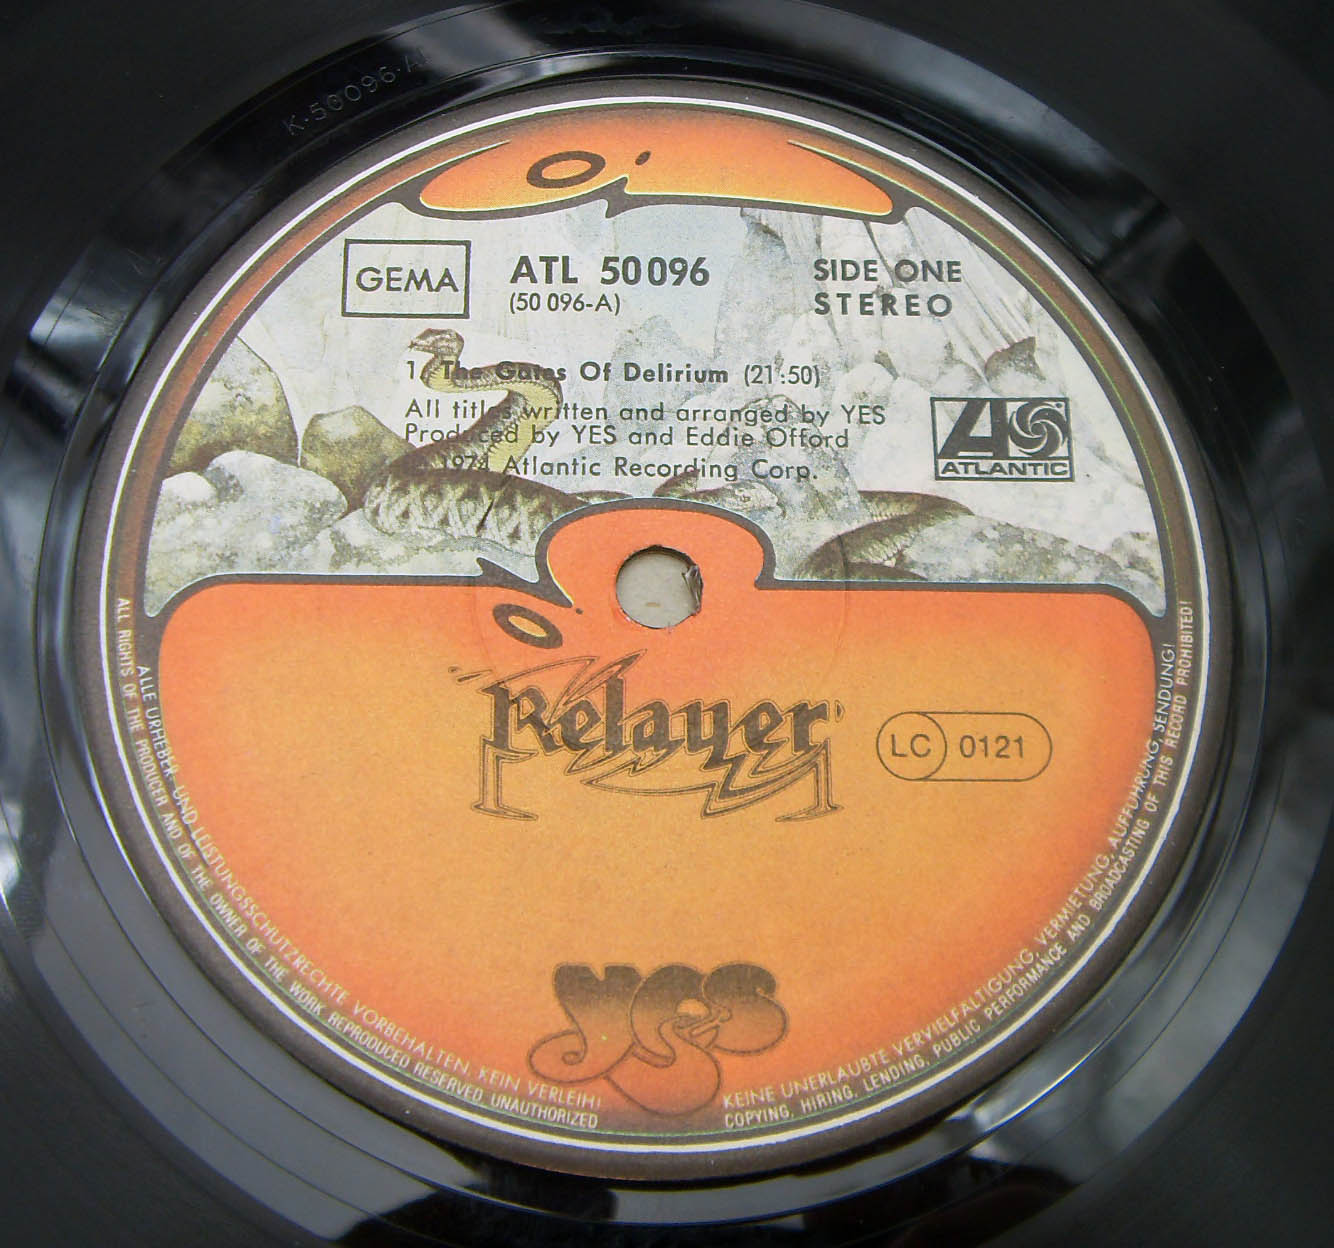 K·50096·A
GEMA
ATL 50096
(50 096-A)
SIDE ONE
STEREO
1. The Gates Of Delirium (21:50)
All titles written and arranged by YES
Produced by YES and Eddie Offord
1974 Atlantic Recording Corp.
ATLANTIC
Relayer
LC 0121
YES
ALLE URHEBER- UND LEISTUNGSSCHUTZRECHTE VORBEHALTEN. KEIN VERLEIH! KEINE UNERLAUBTE VERVIELFÄLTIGUNG, VERMIETUNG, AUFFÜHRUNG, SENDUNG!
ALL RIGHTS OF THE PRODUCER AND OF THE OWNER OF THE WORK REPRODUCED RESERVED. UNAUTHORIZED COPYING, HIRING, LENDING, PUBLIC PERFORMANCE AND BROADCASTING OF THIS RECORD PROHIBITED!